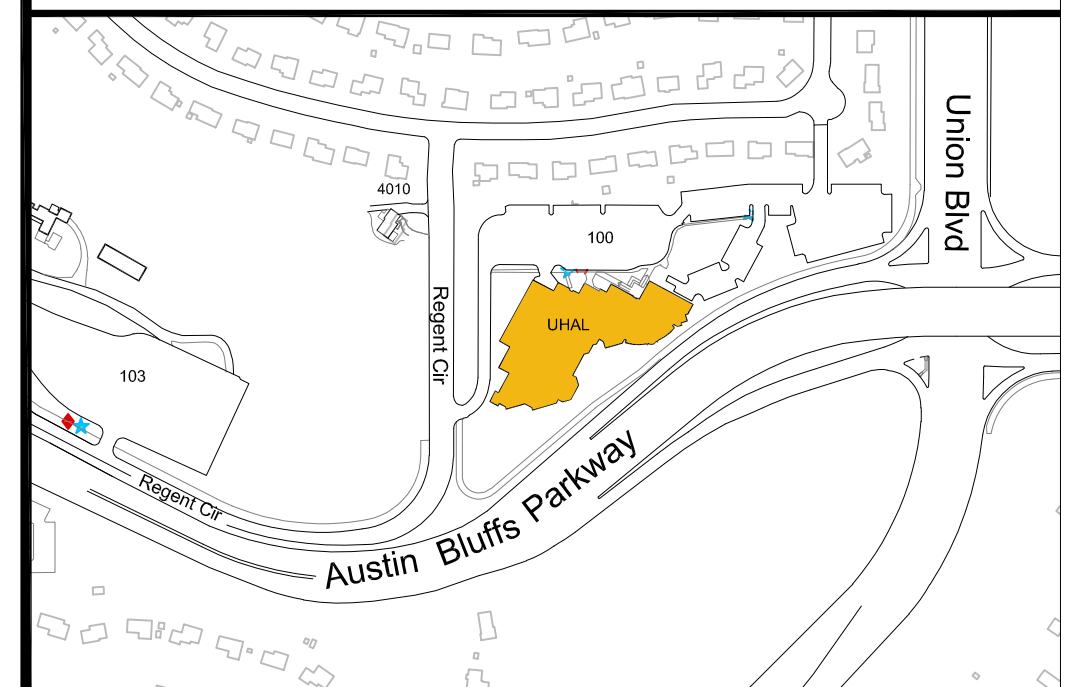 Union Blvd
4010
100
Regent Cir
UHAL
103
Regent Cir
Austin Bluffs Parkway